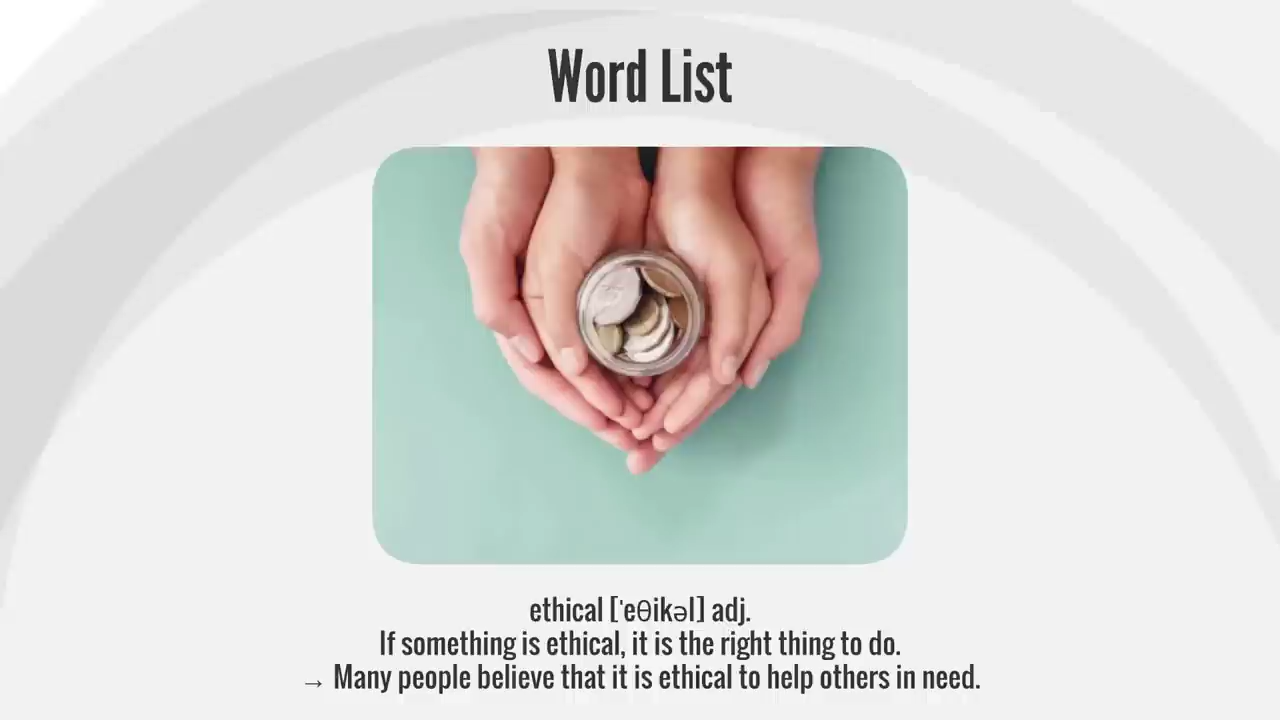 Word List
ethical [ˈeθikəl] adj.
If something is ethical, it is the right thing to do.
→ Many people believe that it is ethical to help others in need.